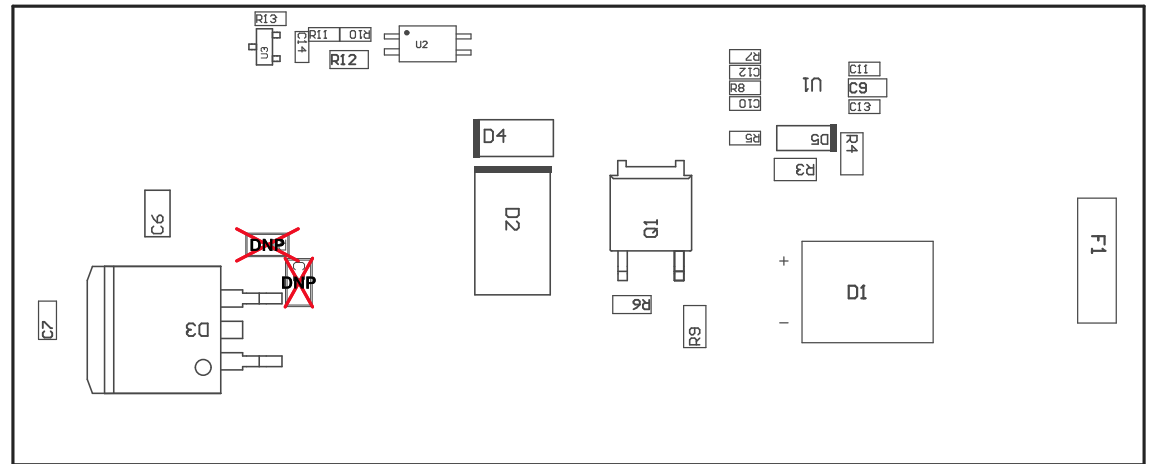 R13
U3
C14
R11
R10
R12
U2
R7
C12
R8
C10
R5
U1
C11
C9
C13
D5
R4
R3
D4
D2
Q1
R6
R9
+
D1
-
F1
C6
DNP
DNP
C7
D3